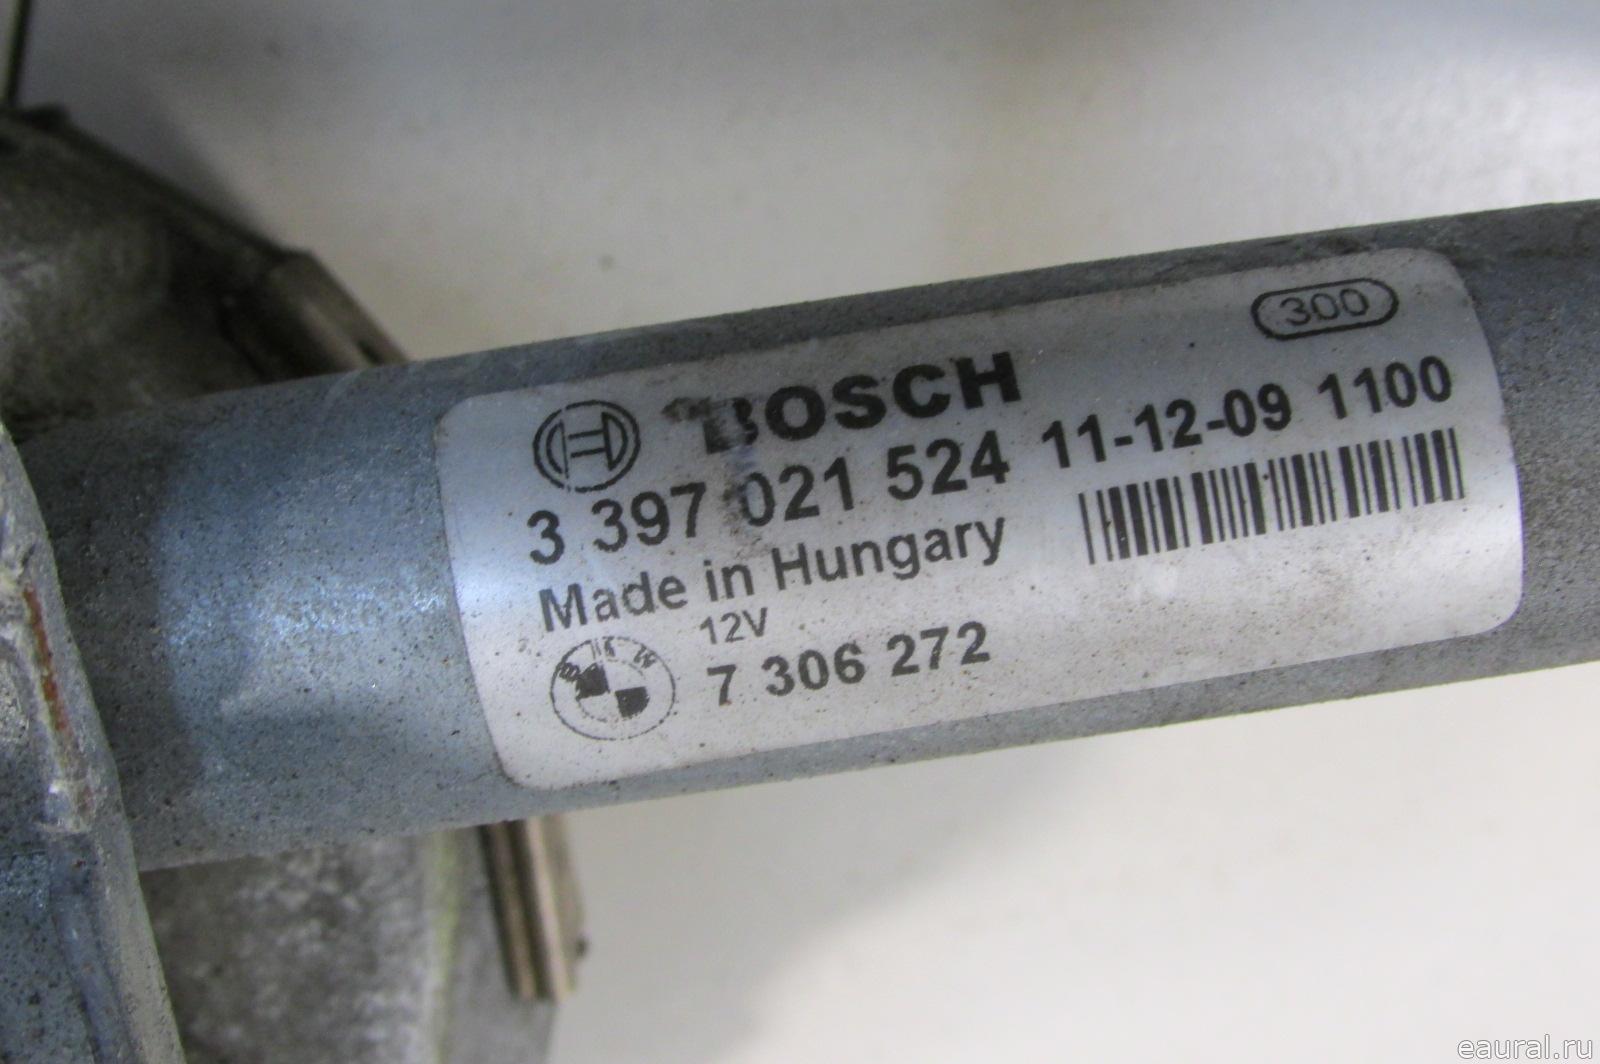 300
BOSCH
3 397 021 524 11-12-09 1100
Made in Hungary
12V
BMW 7 306 272
eaural.ru